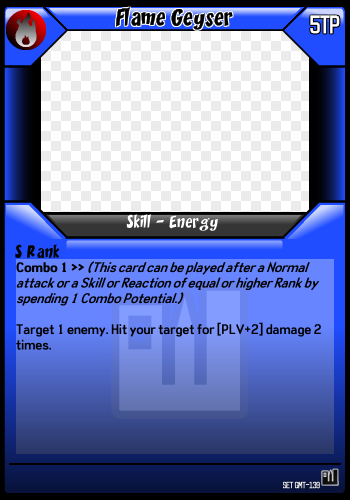 Flame Geyser
5TP
Skill - Energy
S Rank
Combo 1 >> (This card can be played after a Normal
attack or a Skill or Reaction of equal or higher Rank by
spending 1 Combo Potential.)
Target 1 enemy. Hit your target for [PLV+2] damage 2
times.
SET GMT-139